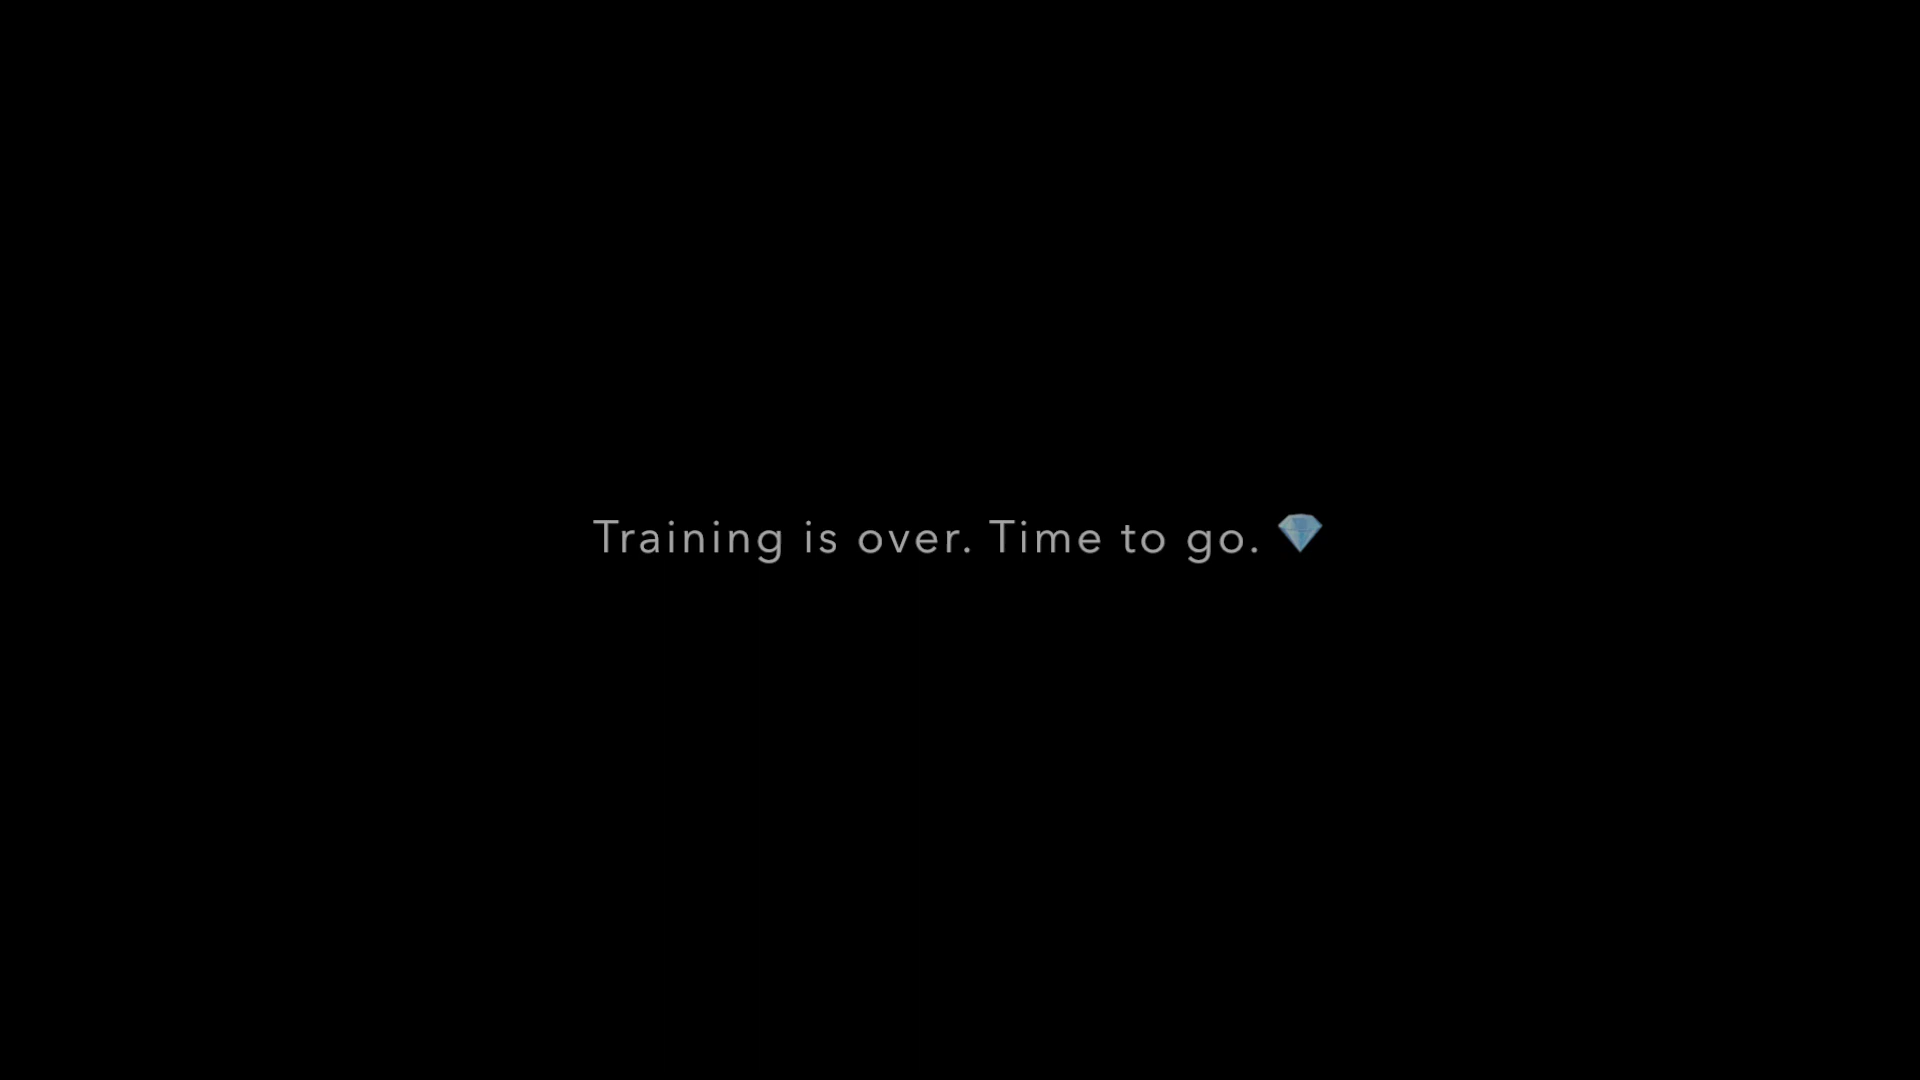 Training is over. Time to go. 💎